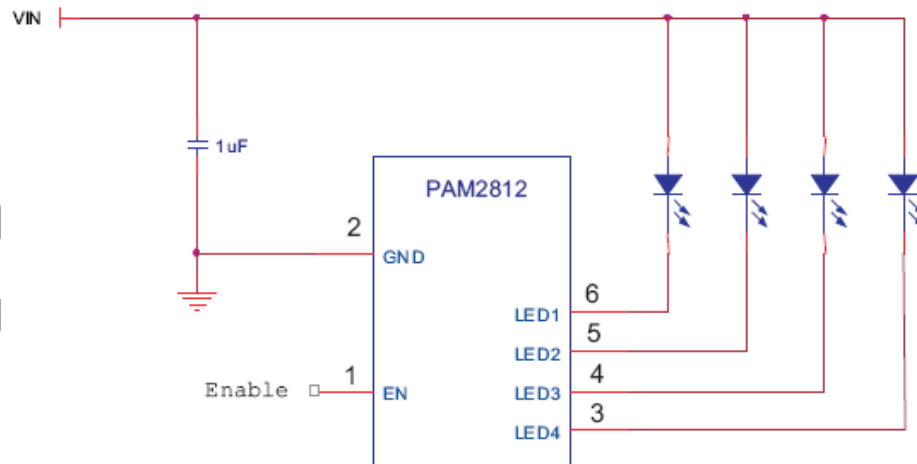 VIN
1uF
PAM2812
2
GND
6
LED1
5
LED2
1
Enable
EN
4
LED3
3
LED4